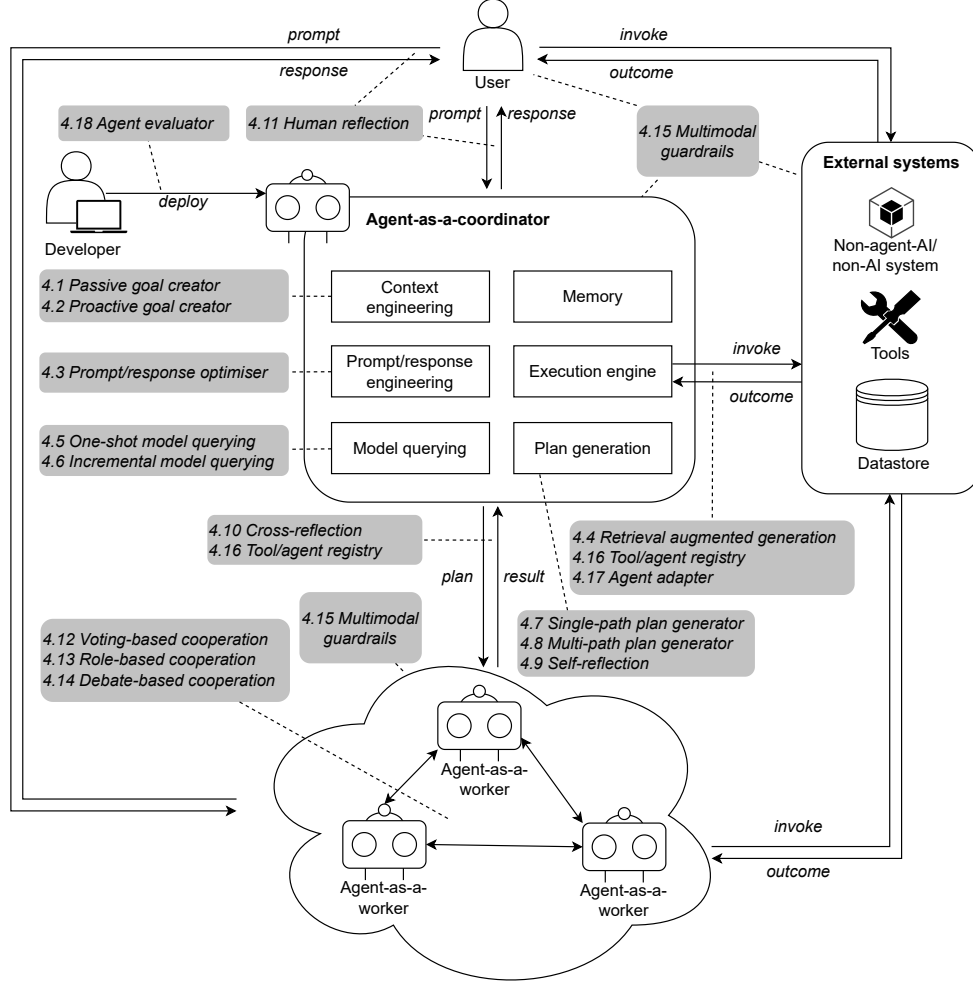 prompt
response
User
invoke
outcome
4.18 Agent evaluator
4.11 Human reflection
prompt
response
4.15 Multimodal
guardrails
External systems
Developer
deploy
Agent-as-a-coordinator
Non-agent-AI/
non-AI system
4.1 Passive goal creator
4.2 Proactive goal creator
Context
engineering
Memory
4.3 Prompt/response optimiser
Prompt/response
engineering
Execution engine
invoke
outcome
Tools
4.5 One-shot model querying
4.6 Incremental model querying
Model querying
Plan generation
Datastore
4.10 Cross-reflection
4.16 Tool/agent registry
plan
result
4.4 Retrieval augmented generation
4.16 Tool/agent registry
4.17 Agent adapter
4.15 Multimodal
guardrails
4.7 Single-path plan generator
4.8 Multi-path plan generator
4.9 Self-reflection
4.12 Voting-based cooperation
4.13 Role-based cooperation
4.14 Debate-based cooperation
Agent-as-a-
worker
Agent-as-a-
worker
Agent-as-a-
worker
invoke
outcome